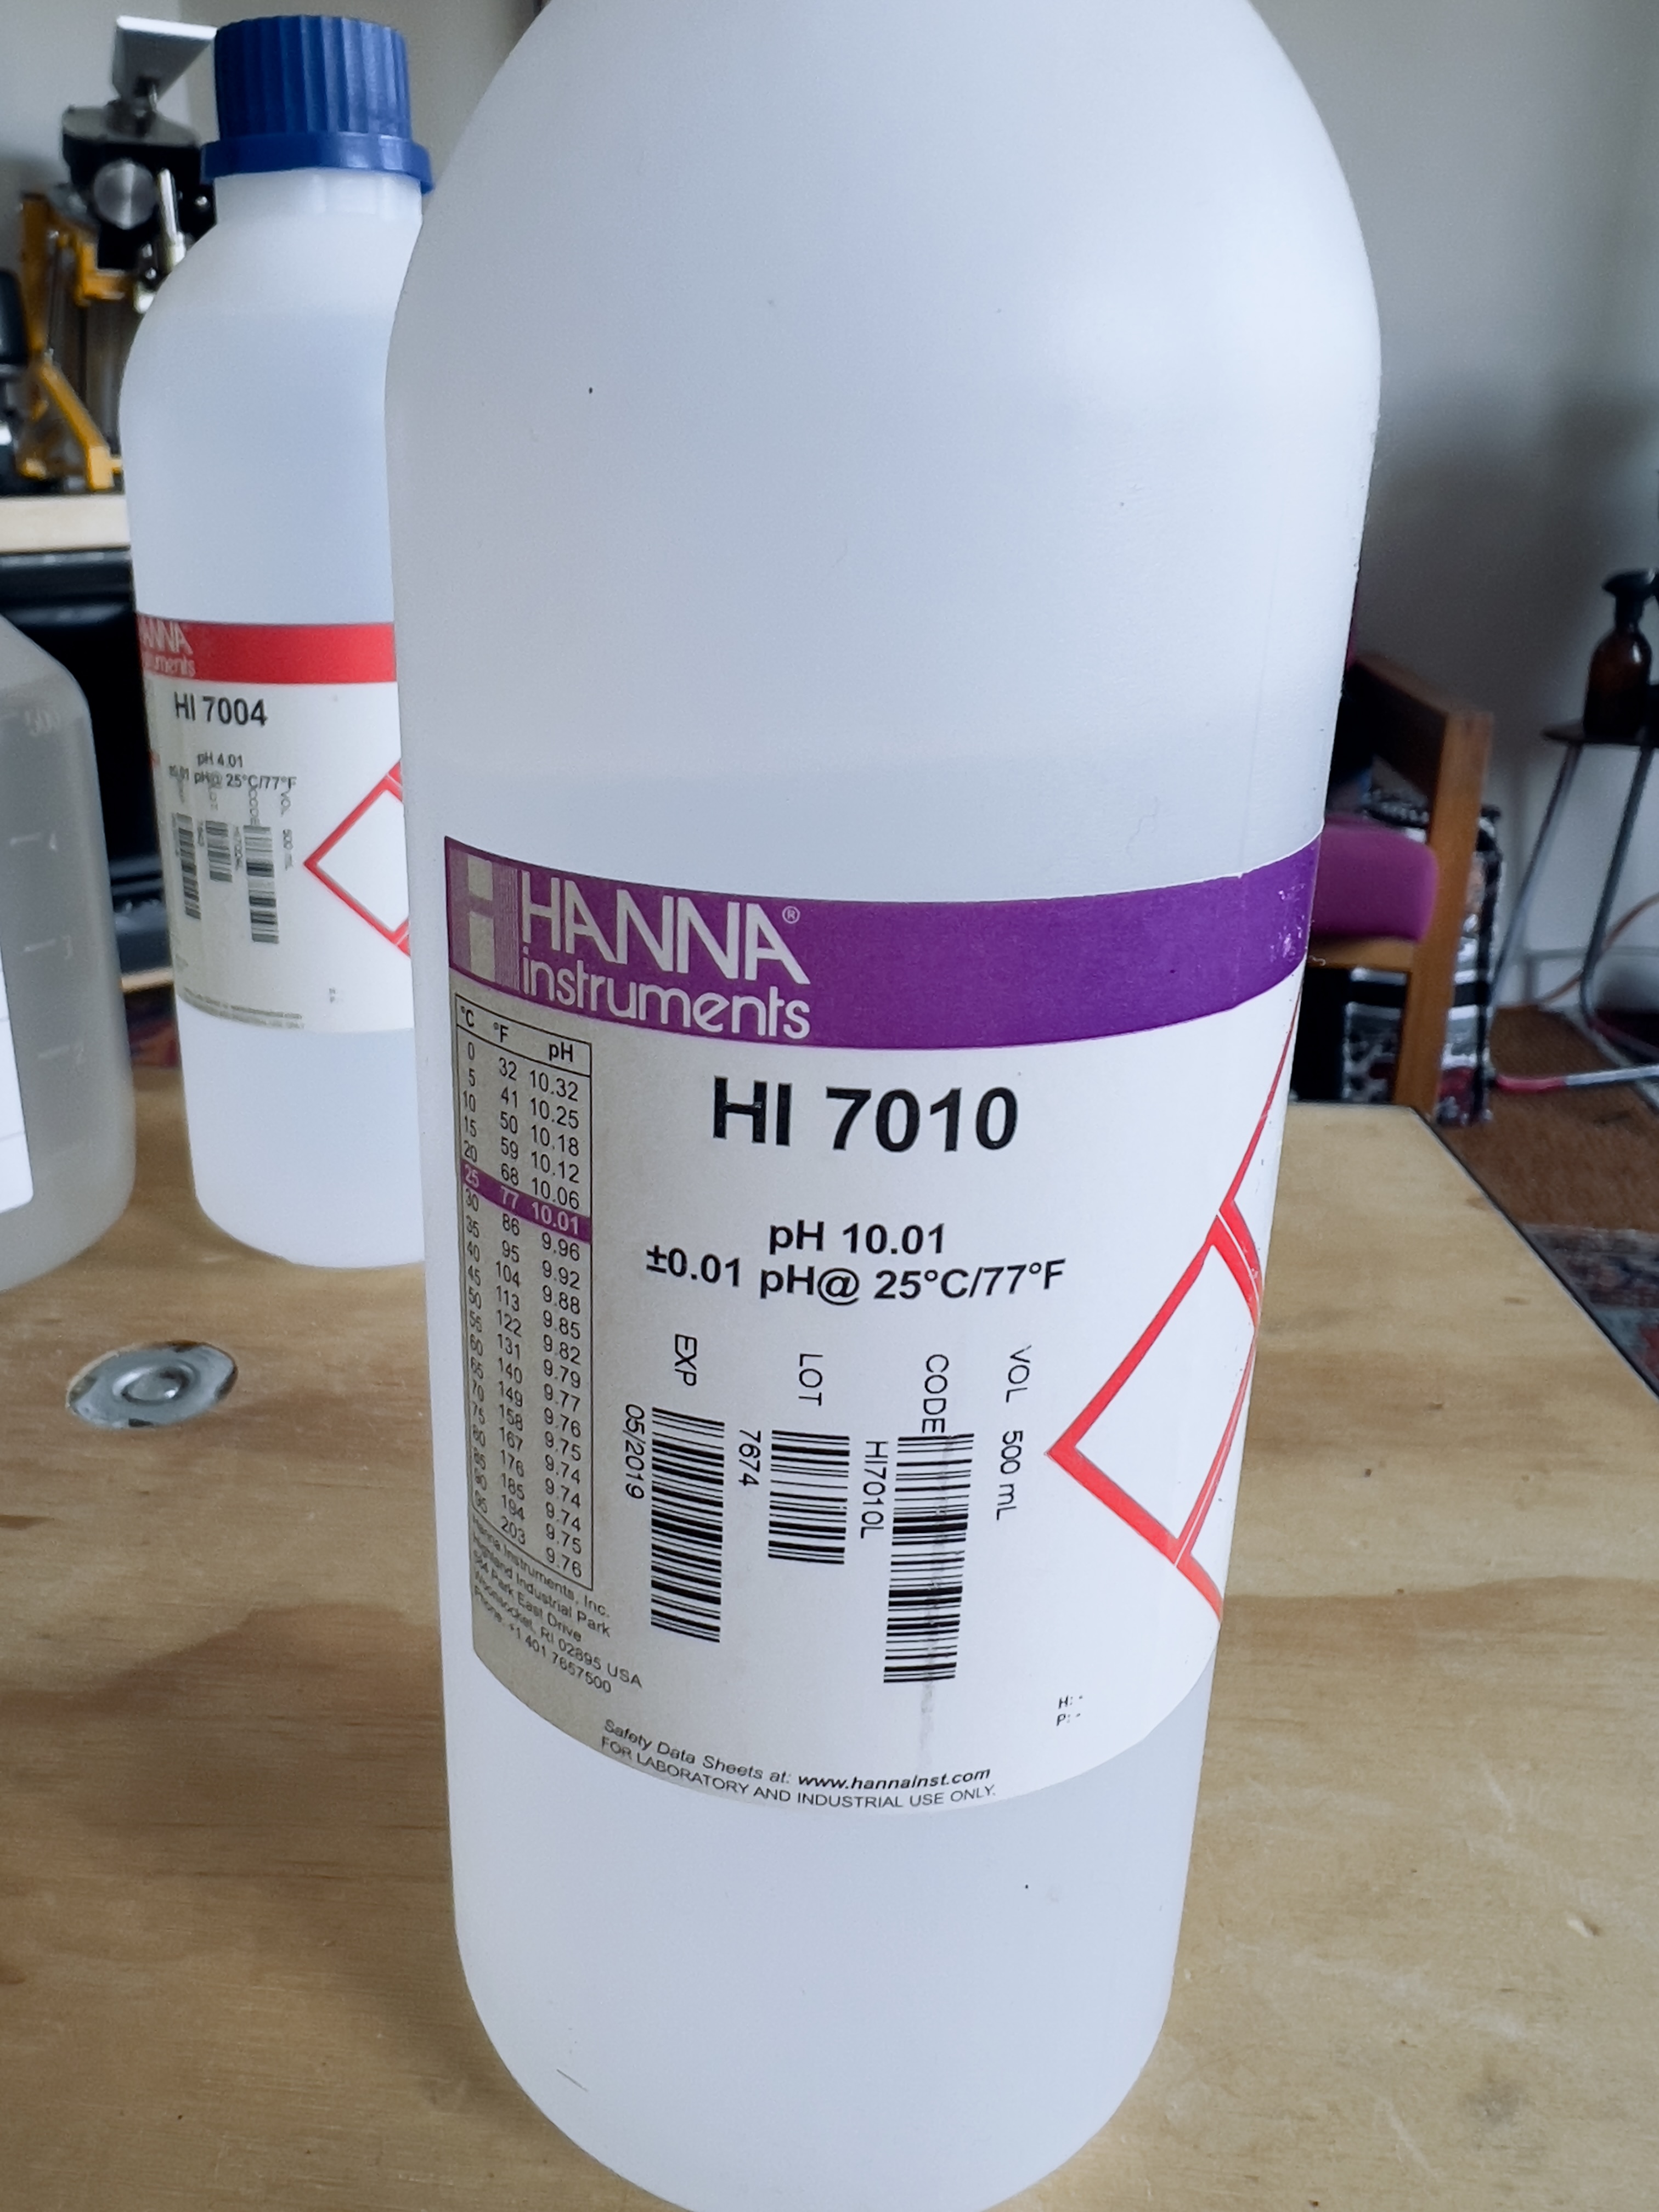 HANNA®
instruments
HI 7010
pH 10.01
±0.01 pH@ 25°C/77°F
°C °F pH
0 32 10.32
5 41 10.25
10 50 10.18
15 59 10.12
20 68 10.06
25 77 10.01
30 86 9.96
35 95 9.92
40 104 9.88
45 113 9.85
50 122 9.82
55 131 9.79
60 140 9.77
65 149 9.76
70 158 9.75
75 167 9.74
80 176 9.74
85 185 9.74
90 194 9.75
95 203 9.76
Hanna Instruments, Inc.
Highland Industrial Park
584 Park East Drive
Woonsocket, RI 02895 USA
Phone: +1 401 7657500
EXP
05/2019
LOT
7674
CODE
HI7010L
VOL 500 mL
H: -
P: -
Safety Data Sheets at: www.hannainst.com
FOR LABORATORY AND INDUSTRIAL USE ONLY.
HI 7004
pH 4.01
pH@ 25°C/77°F
CODE
VOL 500 mL